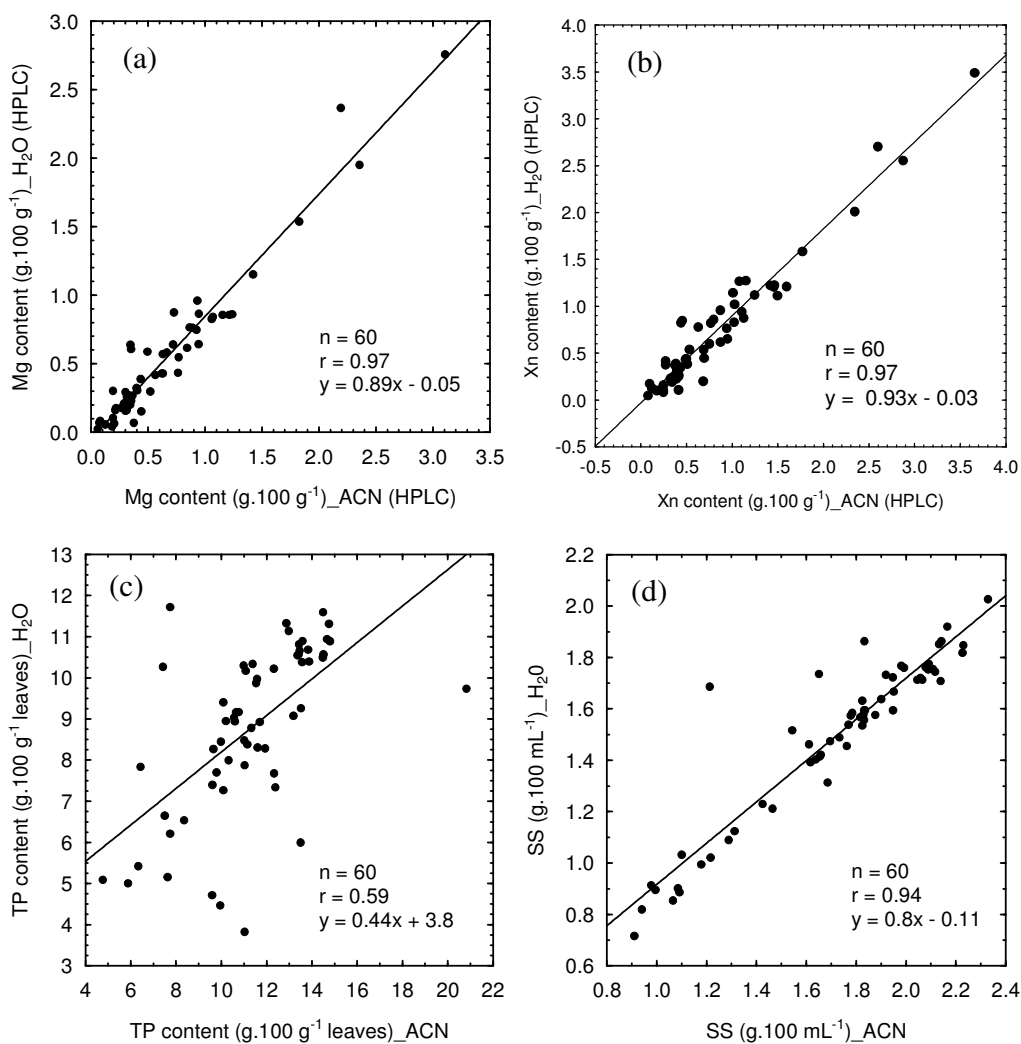 (a)
Mg content (g.100 g⁻¹)_H₂O (HPLC)
3.0
2.5
2.0
1.5
1.0
0.5
0.0
n = 60
r = 0.97
y = 0.89x - 0.05
0.0 0.5 1.0 1.5 2.0 2.5 3.0 3.5
Mg content (g.100 g⁻¹)_ACN (HPLC)
(b)
Xn content (g.100 g⁻¹)_H₂O (HPLC)
4.0
3.5
3.0
2.5
2.0
1.5
1.0
0.5
0.0
-0.5
n = 60
r = 0.97
y = 0.93x - 0.03
-0.5 0.0 0.5 1.0 1.5 2.0 2.5 3.0 3.5 4.0
Xn content (g.100 g⁻¹)_ACN (HPLC)
(c)
TP content (g.100 g⁻¹ leaves)_H₂O
13
12
11
10
9
8
7
6
5
4
3
n = 60
r = 0.59
y = 0.44x + 3.8
4 6 8 10 12 14 16 18 20 22
TP content (g.100 g⁻¹ leaves)_ACN
(d)
SS (g.100 mL⁻¹)_H₂0
2.2
2.0
1.8
1.6
1.4
1.2
1.0
0.8
0.6
n = 60
r = 0.94
y = 0.8x - 0.11
0.8 1.0 1.2 1.4 1.6 1.8 2.0 2.2 2.4
SS (g.100 mL⁻¹)_ACN